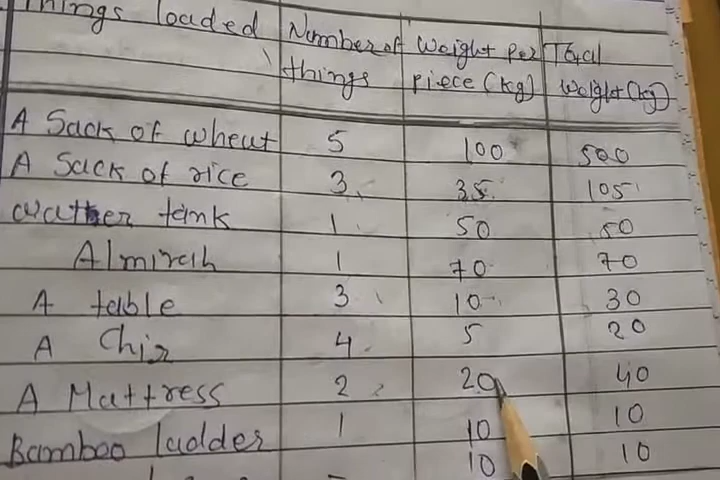 Things loaded Number of things Weight Per piece (kg) Total weight (kg)
A Sack of wheat 5 100 500
A Sack of rice 3 35 105
water tank 1 50 50
Almirah 1 70 70
A table 3 10 30
A Chir 4 5 20
A Mattress 2 20 40
Bamboo ladder 1 10 10
10 10